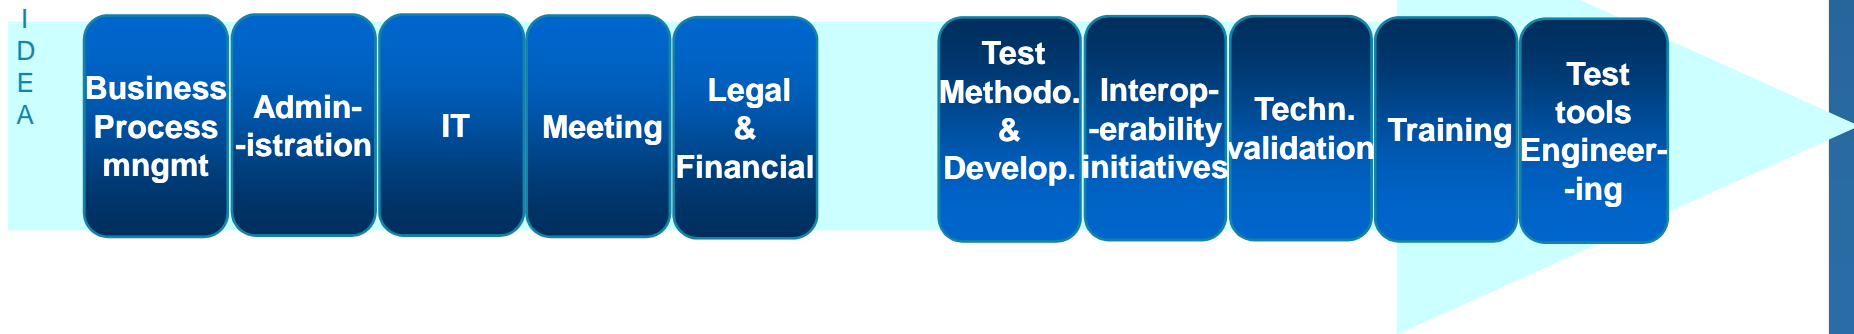 I
D
E
A
Business
Process
mngmt
Admin-
-istration
IT
Meeting
Legal
&
Financial
Test
Methodo.
&
Develop.
Interop-
-erability
initiatives
Techn.
validation
Training
Test
tools
Engineer-
-ing